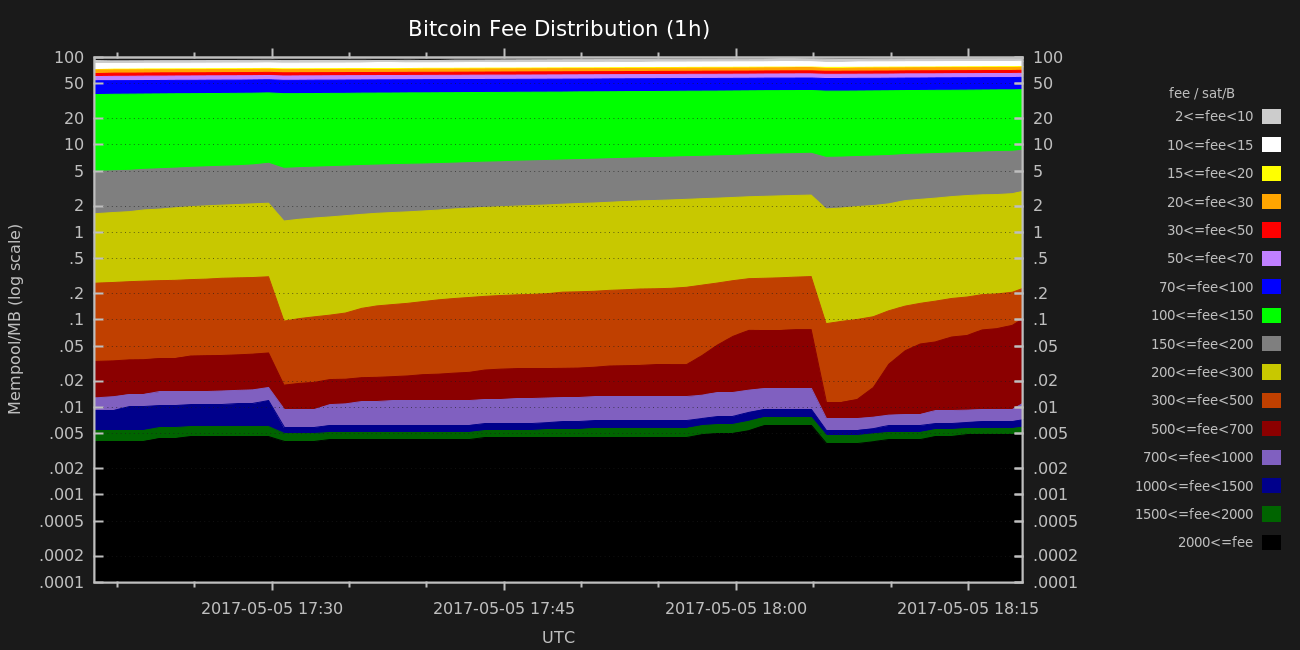 Bitcoin Fee Distribution (1h)
Mempool/MB (log scale)
100
50
20
10
5
2
1
.5
.2
.1
.05
.02
.01
.005
.002
.001
.0005
.0002
.0001
100
50
20
10
5
2
1
.5
.2
.1
.05
.02
.01
.005
.002
.001
.0005
.0002
.0001
2017-05-05 17:30
2017-05-05 17:45
2017-05-05 18:00
2017-05-05 18:15
UTC
fee / sat/B
2<=fee<10
10<=fee<15
15<=fee<20
20<=fee<30
30<=fee<50
50<=fee<70
70<=fee<100
100<=fee<150
150<=fee<200
200<=fee<300
300<=fee<500
500<=fee<700
700<=fee<1000
1000<=fee<1500
1500<=fee<2000
2000<=fee